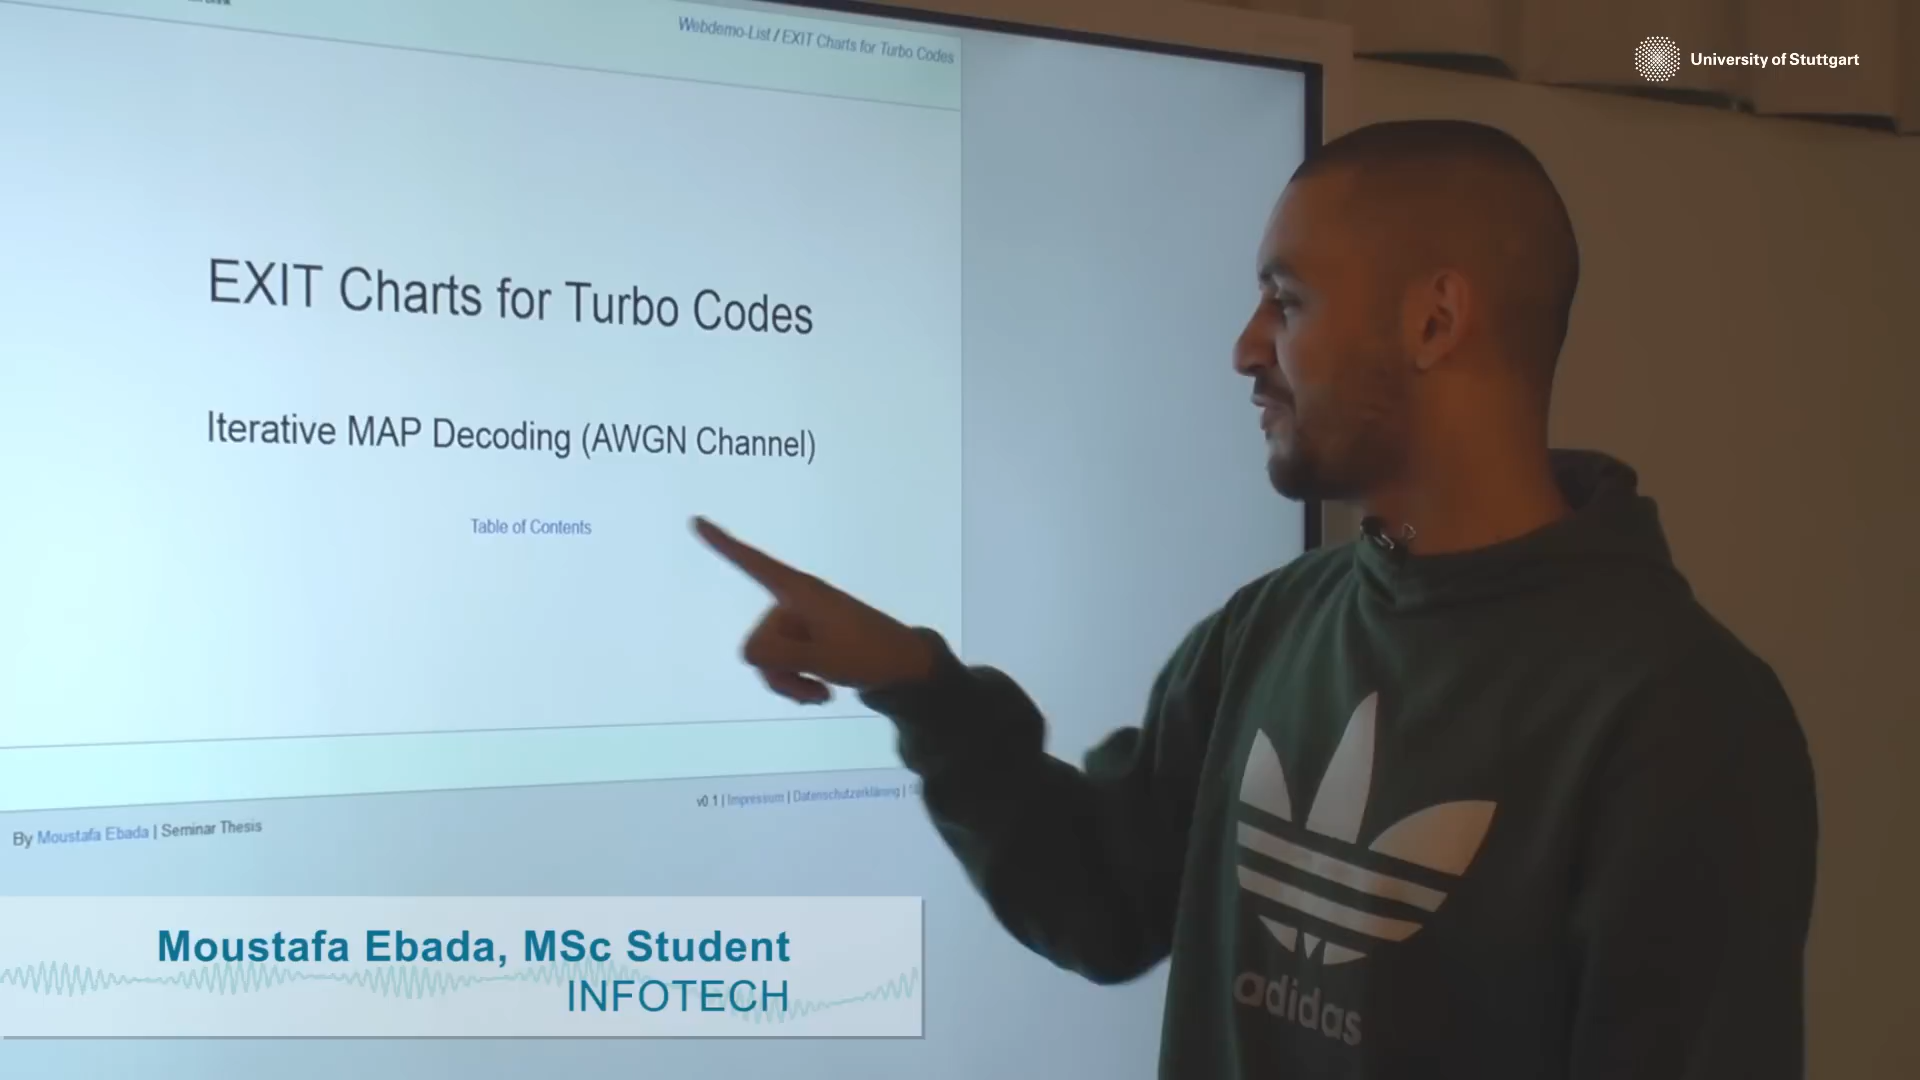 Webdemo-List / EXIT Charts for Turbo Codes
University of Stuttgart
EXIT Charts for Turbo Codes
Iterative MAP Decoding (AWGN Channel)
Table of Contents
v0.1 | Impressum | Datenschutzerklärung |
By Moustafa Ebada | Seminar Thesis
Moustafa Ebada, MSc Student
INFOTECH
adidas